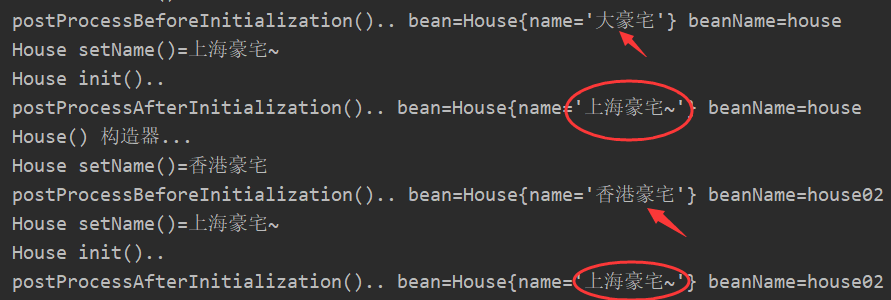 postProcessBeforeInitialization().. bean=House{name='大豪宅'} beanName=house
House setName()=上海豪宅~
House init()..
postProcessAfterInitialization().. bean=House{name='上海豪宅~'} beanName=house
House() 构造器...
House setName()=香港豪宅
postProcessBeforeInitialization().. bean=House{name='香港豪宅'} beanName=house02
House setName()=上海豪宅~
House init()..
postProcessAfterInitialization().. bean=House{name='上海豪宅~'} beanName=house02